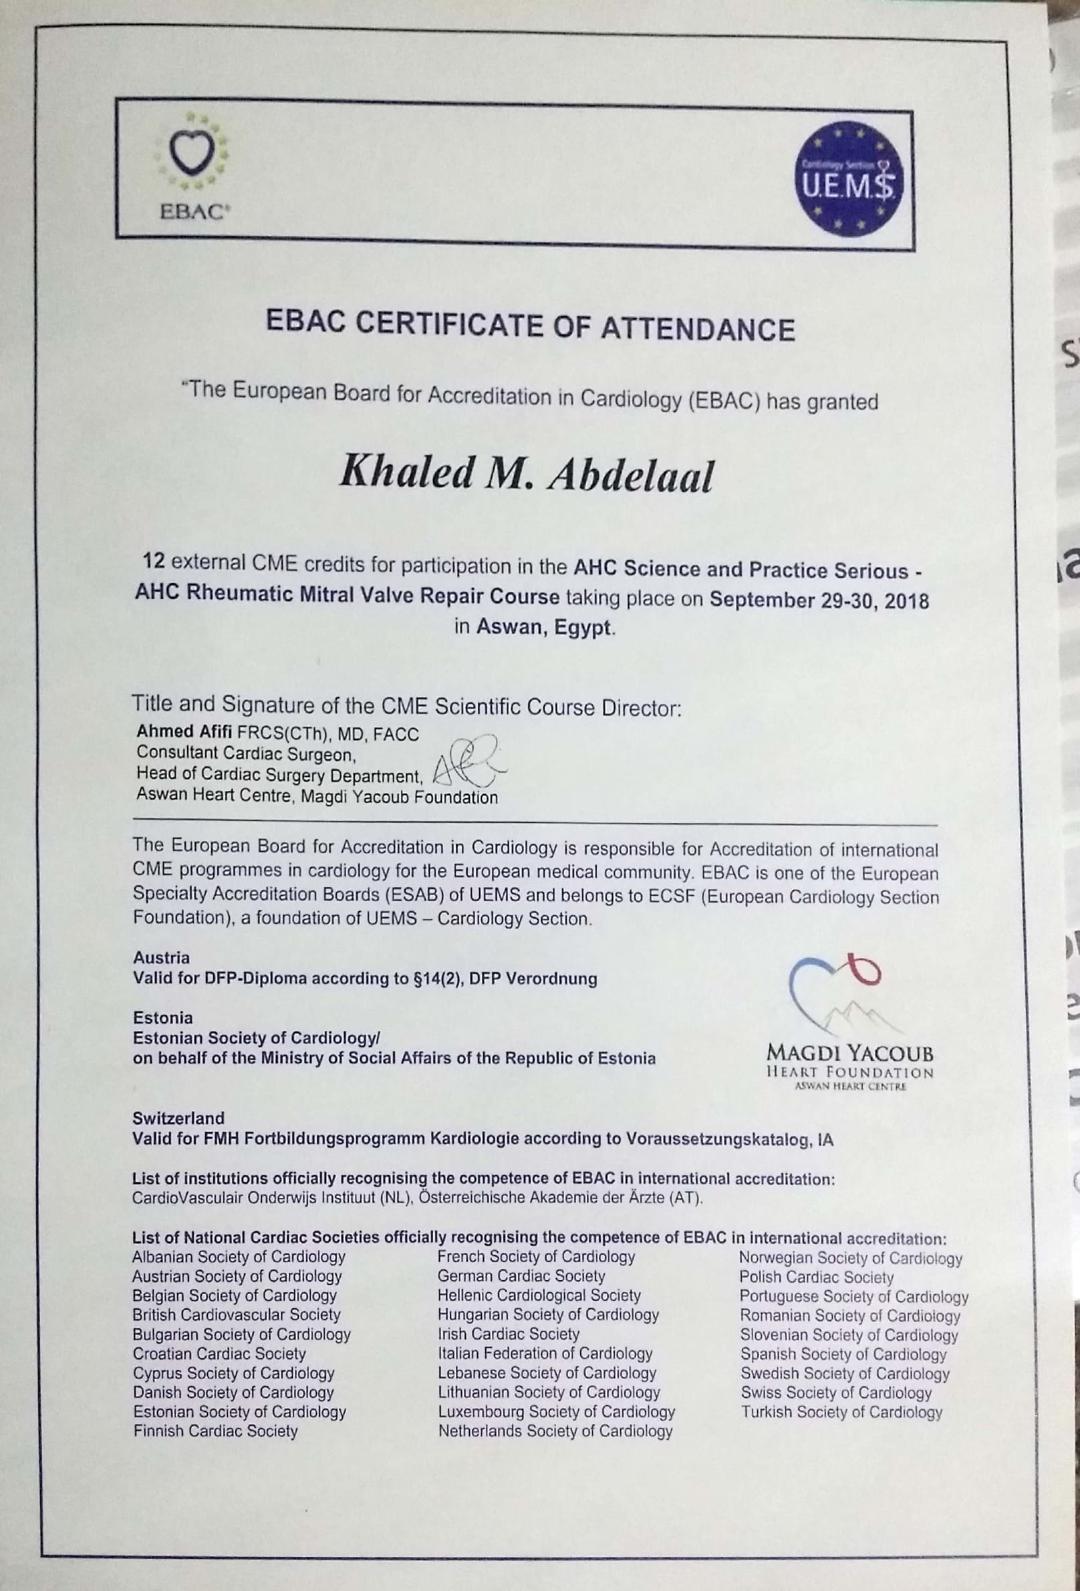 EBAC®
Cardiology Section
U.E.M.S.
EBAC CERTIFICATE OF ATTENDANCE
"The European Board for Accreditation in Cardiology (EBAC) has granted
Khaled M. Abdelaal
12 external CME credits for participation in the AHC Science and Practice Serious -
AHC Rheumatic Mitral Valve Repair Course taking place on September 29-30, 2018
in Aswan, Egypt.
Title and Signature of the CME Scientific Course Director:
Ahmed Afifi FRCS(CTh), MD, FACC
Consultant Cardiac Surgeon,
Head of Cardiac Surgery Department,
Aswan Heart Centre, Magdi Yacoub Foundation
The European Board for Accreditation in Cardiology is responsible for Accreditation of international
CME programmes in cardiology for the European medical community. EBAC is one of the European
Specialty Accreditation Boards (ESAB) of UEMS and belongs to ECSF (European Cardiology Section
Foundation), a foundation of UEMS – Cardiology Section.
Austria
Valid for DFP-Diploma according to §14(2), DFP Verordnung
Estonia
Estonian Society of Cardiology/
on behalf of the Ministry of Social Affairs of the Republic of Estonia
MAGDI YACOUB
HEART FOUNDATION
ASWAN HEART CENTRE
Switzerland
Valid for FMH Fortbildungsprogramm Kardiologie according to Voraussetzungskatalog, IA
List of institutions officially recognising the competence of EBAC in international accreditation:
CardioVasculair Onderwijs Instituut (NL), Österreichische Akademie der Ärzte (AT).
List of National Cardiac Societies officially recognising the competence of EBAC in international accreditation:
Albanian Society of Cardiology
Austrian Society of Cardiology
Belgian Society of Cardiology
British Cardiovascular Society
Bulgarian Society of Cardiology
Croatian Cardiac Society
Cyprus Society of Cardiology
Danish Society of Cardiology
Estonian Society of Cardiology
Finnish Cardiac Society
French Society of Cardiology
German Cardiac Society
Hellenic Cardiological Society
Hungarian Society of Cardiology
Irish Cardiac Society
Italian Federation of Cardiology
Lebanese Society of Cardiology
Lithuanian Society of Cardiology
Luxembourg Society of Cardiology
Netherlands Society of Cardiology
Norwegian Society of Cardiology
Polish Cardiac Society
Portuguese Society of Cardiology
Romanian Society of Cardiology
Slovenian Society of Cardiology
Spanish Society of Cardiology
Swedish Society of Cardiology
Swiss Society of Cardiology
Turkish Society of Cardiology